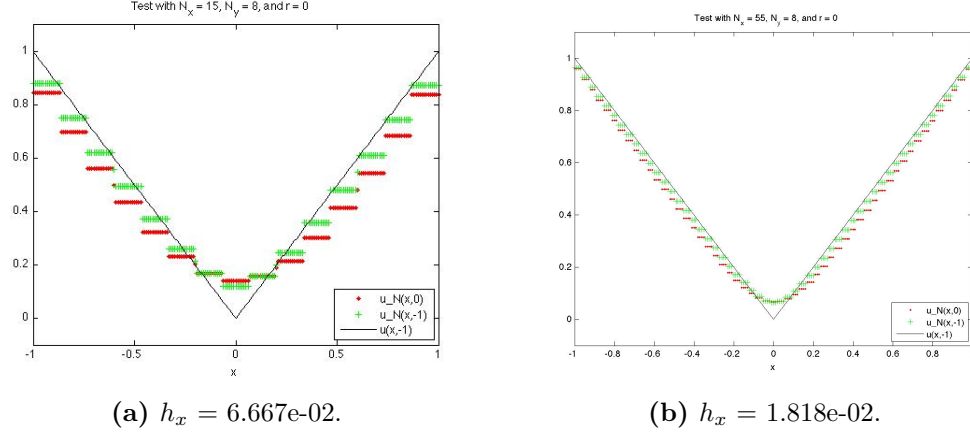 Test with N_x = 15, N_y = 8, and r = 0
1
0.8
0.6
0.4
0.2
0
-1
-0.5
0
0.5
1
x
u_N(x,0)
u_N(x,-1)
u(x,-1)
(a) h_x = 6.667e-02.
Test with N_x = 55, N_y = 8, and r = 0
1
0.8
0.6
0.4
0.2
0
-1
-0.8
-0.6
-0.4
-0.2
0
0.2
0.4
0.6
0.8
x
u_N(x,0)
u_N(x,-1)
u(x,-1)
(b) h_x = 1.818e-02.